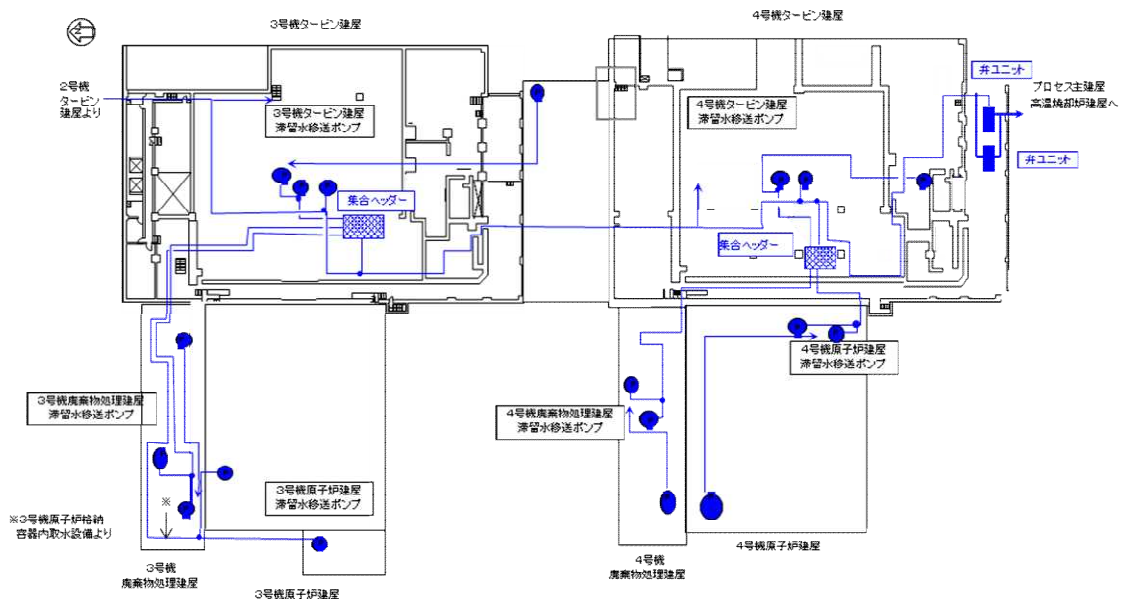 3号機タービン建屋
4号機タービン建屋
2号機
タービン
建屋より
3号機タービン建屋
滞留水移送ポンプ
4号機タービン建屋
滞留水移送ポンプ
弁ユニット
プロセス主建屋
高温焼却炉建屋へ
弁ユニット
集合ヘッダー
集合ヘッダー
4号機原子炉建屋
滞留水移送ポンプ
3号機廃棄物処理建屋
滞留水移送ポンプ
4号機廃棄物処理建屋
滞留水移送ポンプ
3号機原子炉建屋
滞留水移送ポンプ
※
※3号機原子炉格納
容器内取水設備より
3号機
廃棄物処理建屋
3号機原子炉建屋
4号機
廃棄物処理建屋
4号機原子炉建屋